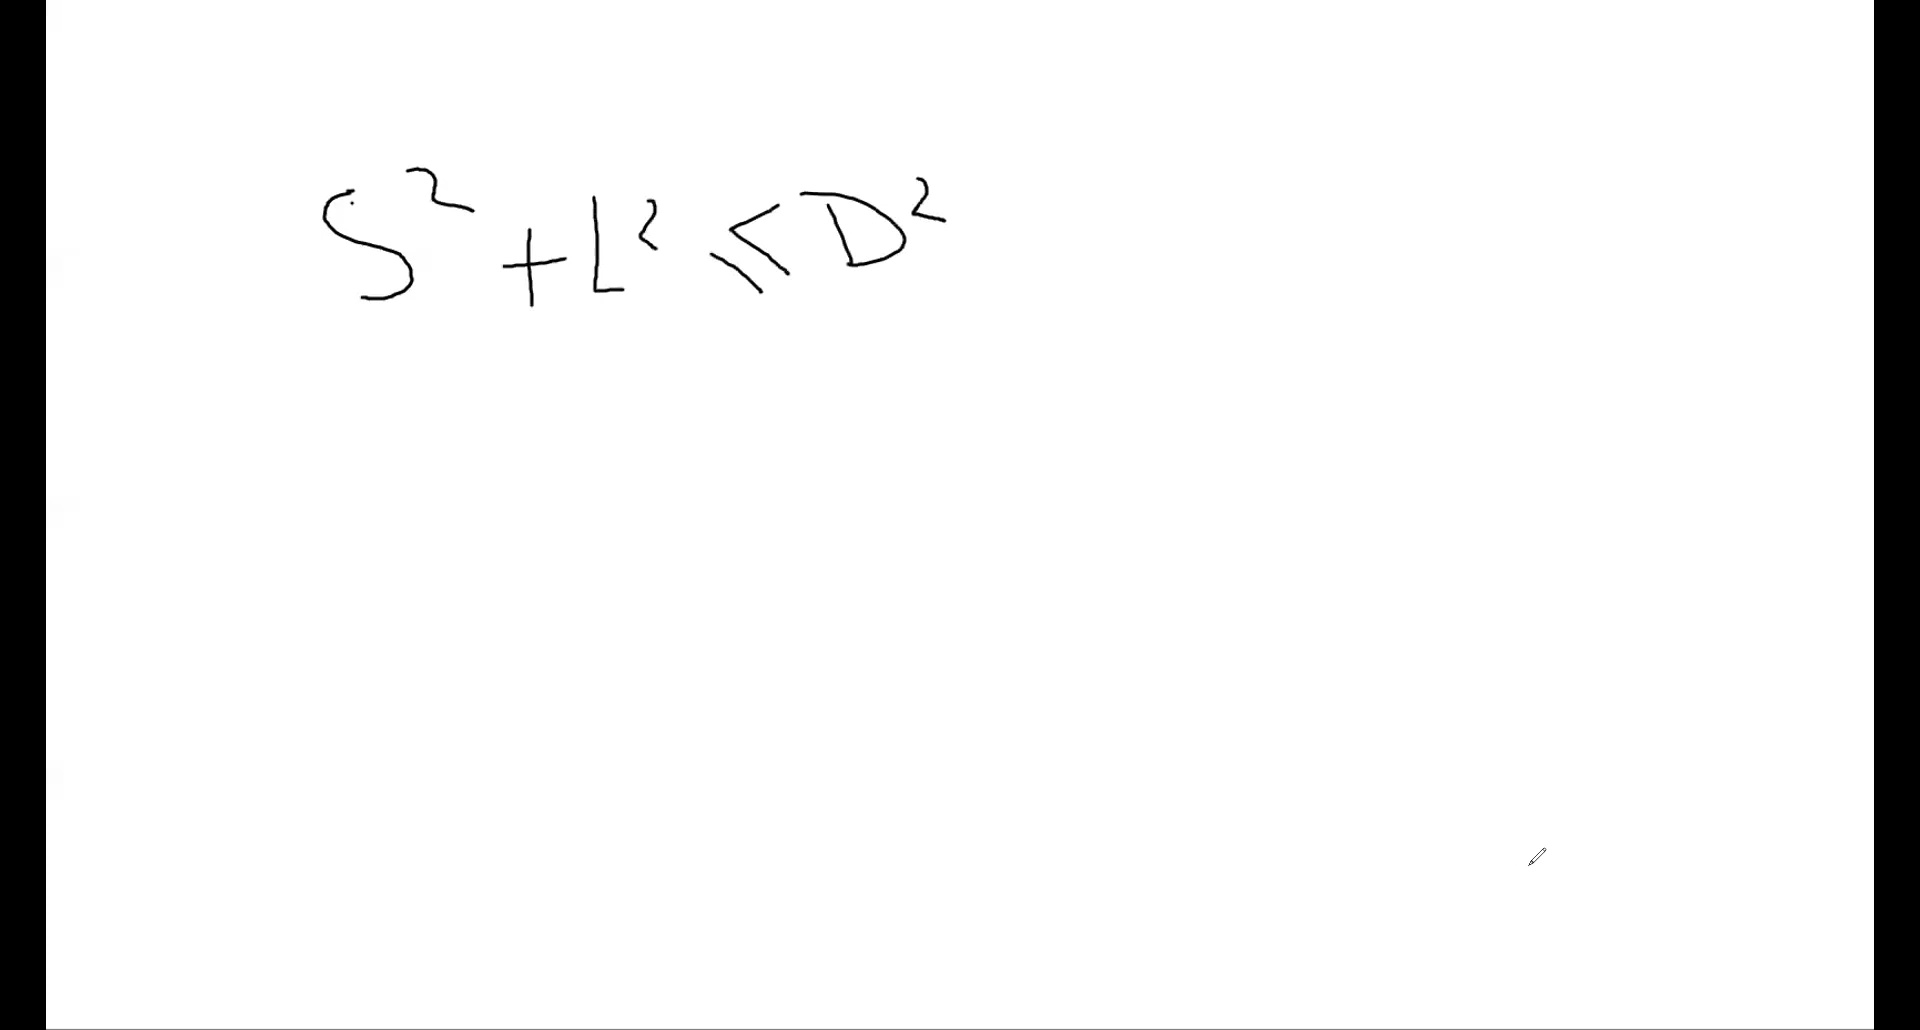 S² + L² ⩽ D²